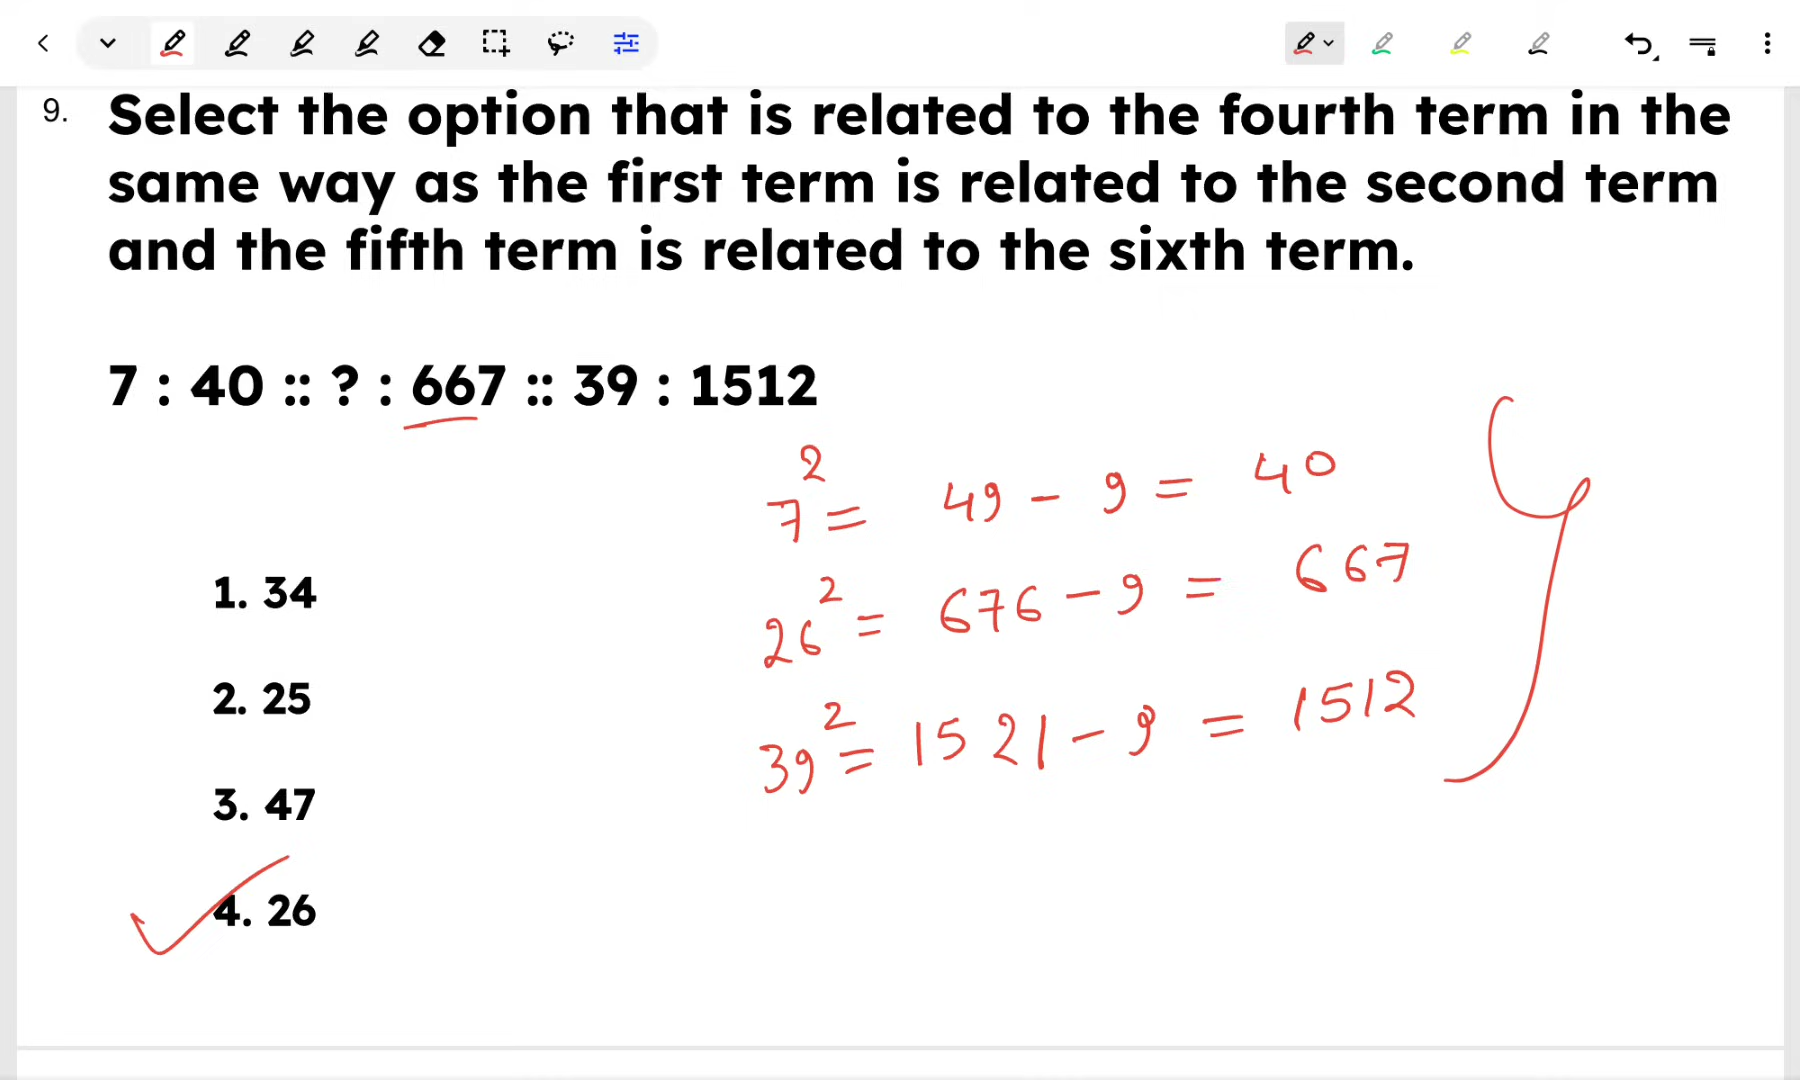 9. Select the option that is related to the fourth term in the
same way as the first term is related to the second term
and the fifth term is related to the sixth term.
7 : 40 :: ? : 667 :: 39 : 1512
7² = 49 - 9 = 40
26² = 676 - 9 = 667
39² = 1521 - 9 = 1512
1. 34
2. 25
3. 47
4. 26